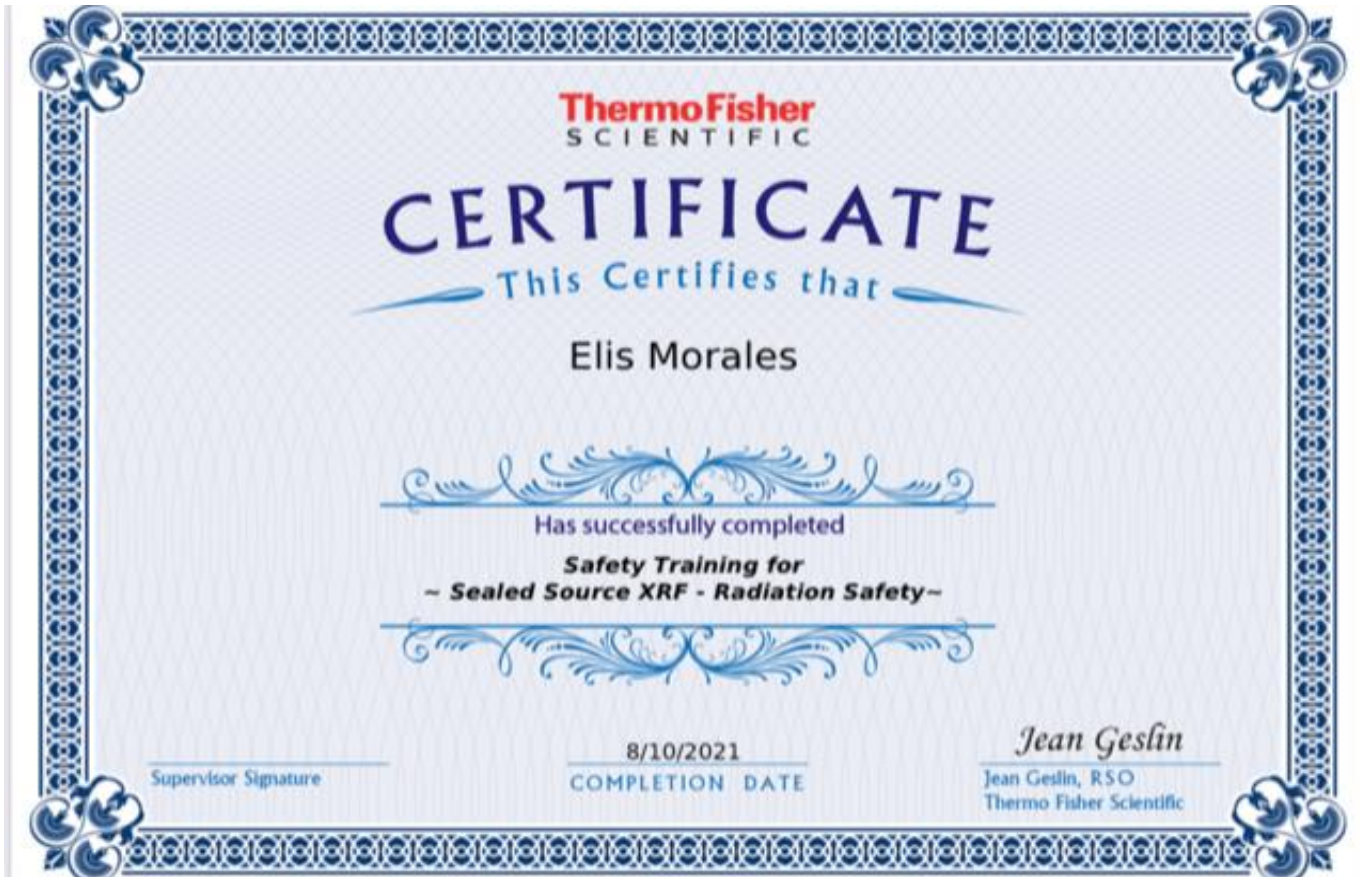 ThermoFisher
SCIENTIFIC
CERTIFICATE
This Certifies that
Elis Morales
Has successfully completed
Safety Training for
~ Sealed Source XRF - Radiation Safety~
Jean Geslin
8/10/2021
Supervisor Signature
COMPLETION DATE
Jean Geslin, RSO
Thermo Fisher Scientific